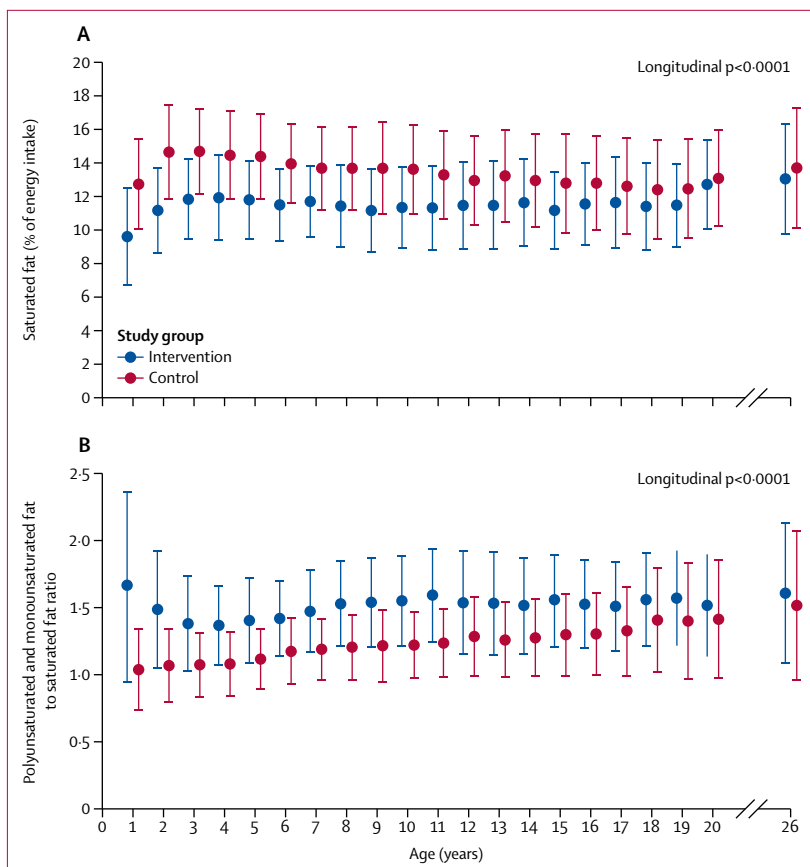 A
Longitudinal p<0·0001
Saturated fat (% of energy intake)
20
18
16
14
12
10
8
6
4
2
0
Study group
Intervention
Control
B
Longitudinal p<0·0001
Polyunsaturated and monounsaturated fat
to saturated fat ratio
2·5
2·0
1·5
1·0
0·5
0
0 1 2 3 4 5 6 7 8 9 10 11 12 13 14 15 16 17 18 19 20 26
Age (years)